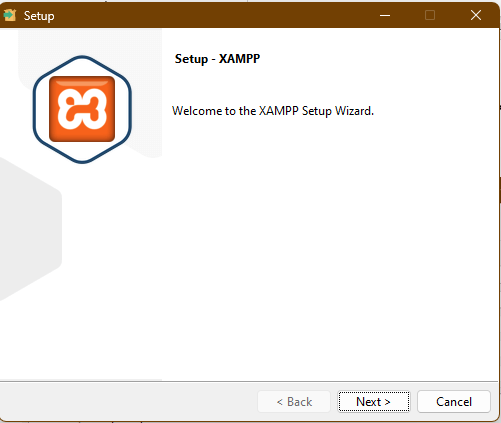 Setup
Setup - XAMPP
Welcome to the XAMPP Setup Wizard.
< Back
Next >
Cancel